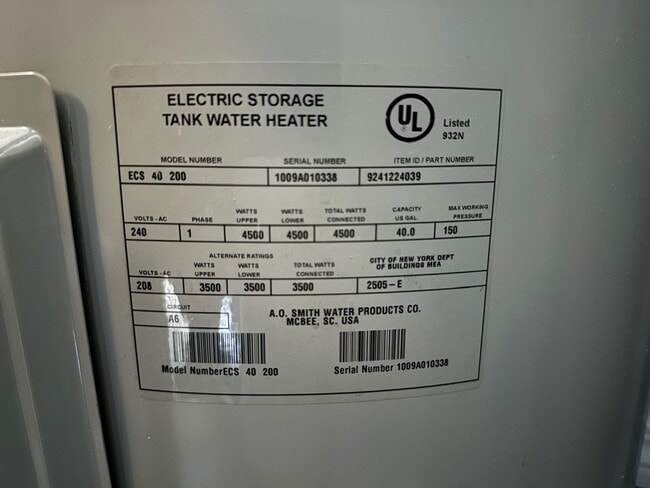 ELECTRIC STORAGE
TANK WATER HEATER
UL
®
Listed
932N
MODEL NUMBER SERIAL NUMBER ITEM ID / PART NUMBER
ECS 40 200 1009A010338 9241224039
VOLTS - AC PHASE WATTS UPPER WATTS LOWER TOTAL WATTS CONNECTED CAPACITY US GAL. MAX WORKING PRESSURE
240 1 4500 4500 4500 40.0 150
ALTERNATE RATINGS
VOLTS - AC WATTS UPPER WATTS LOWER TOTAL WATTS CONNECTED CITY OF NEW YORK DEPT OF BUILDINGS MEA
208 3500 3500 3500 2505-E
CIRCUIT
A6
A.O. SMITH WATER PRODUCTS CO.
MCBEE, SC. USA
Model NumberECS 40 200 Serial Number 1009A010338